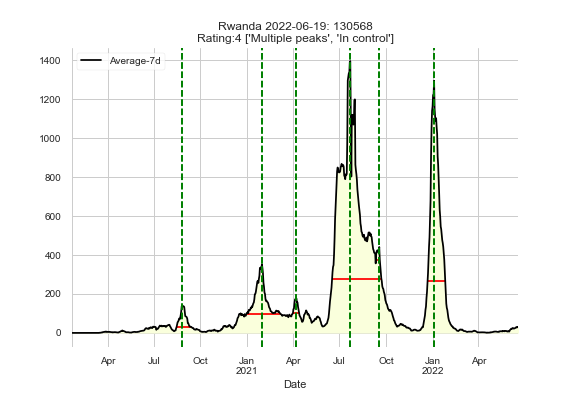 Rwanda 2022-06-19: 130568
Rating:4 ['Multiple peaks', 'In control']
Average-7d
1400
1200
1000
800
600
400
200
0
Apr Jul Oct Jan Apr Jul Oct Jan Apr
2021 2022
Date